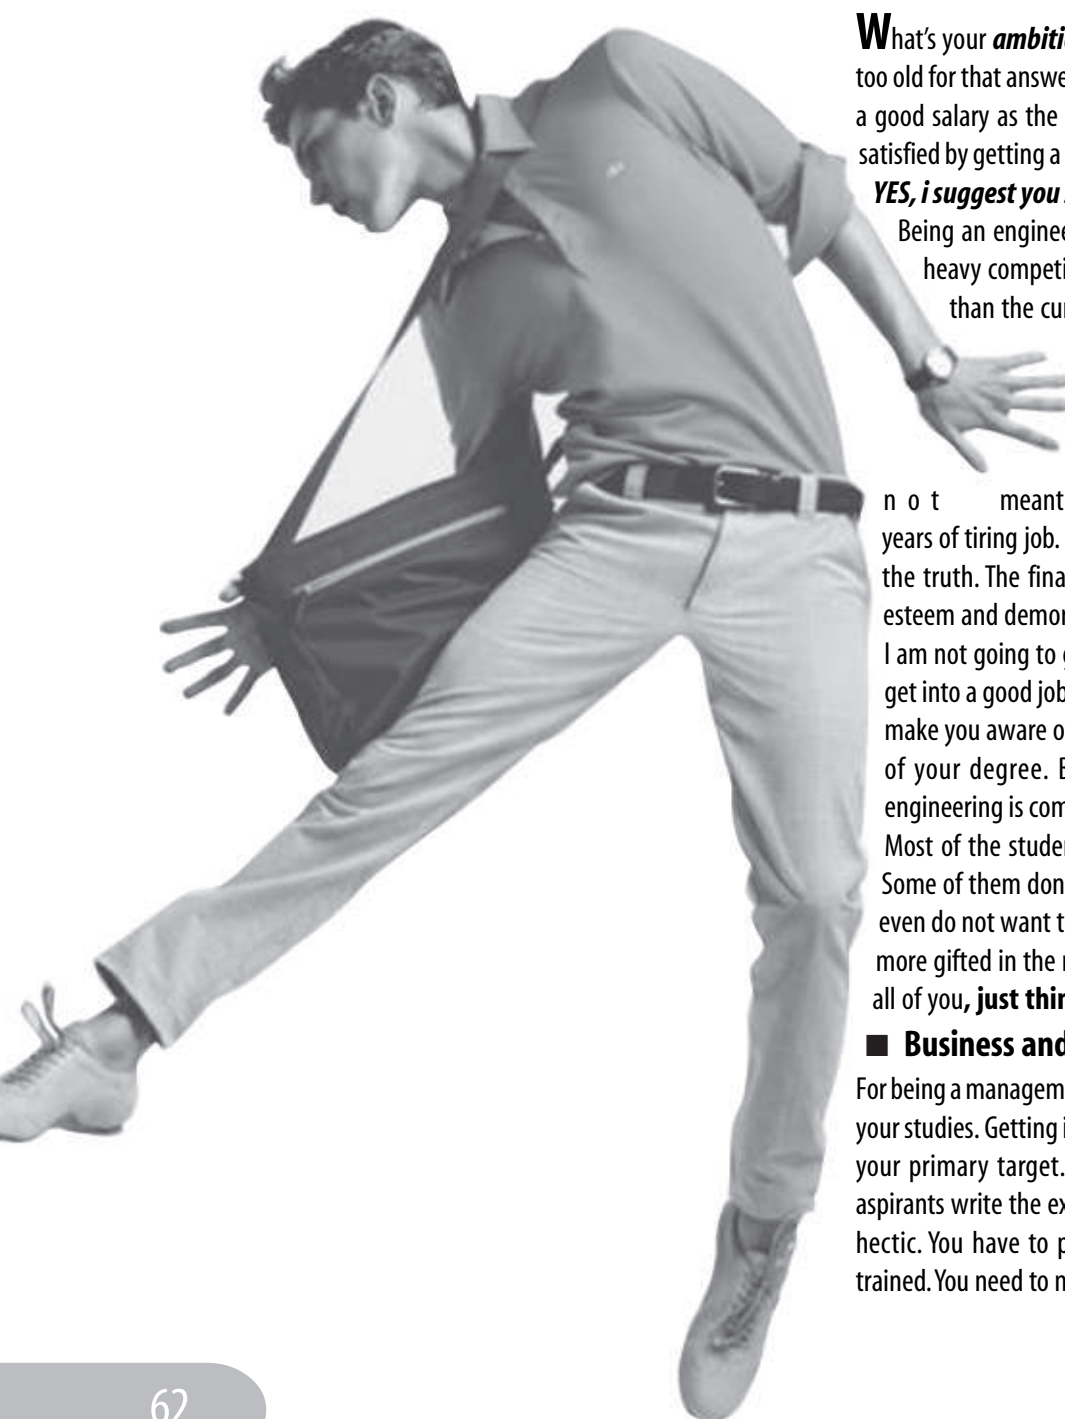 What's your ambiti
too old for that answe
a good salary as the
satisfied by getting a
YES, i suggest you
Being an enginee
heavy competi
than the cu
n o t meant
years of tiring job.
the truth. The fina
esteem and demo
I am not going to
get into a good job
make you aware o
of your degree. E
engineering is com
Most of the stude
Some of them don
even do not want t
more gifted in the
all of you, just thin
■ Business and
For being a managem
your studies. Getting i
your primary target.
aspirants write the ex
hectic. You have to p
trained. You need to
62